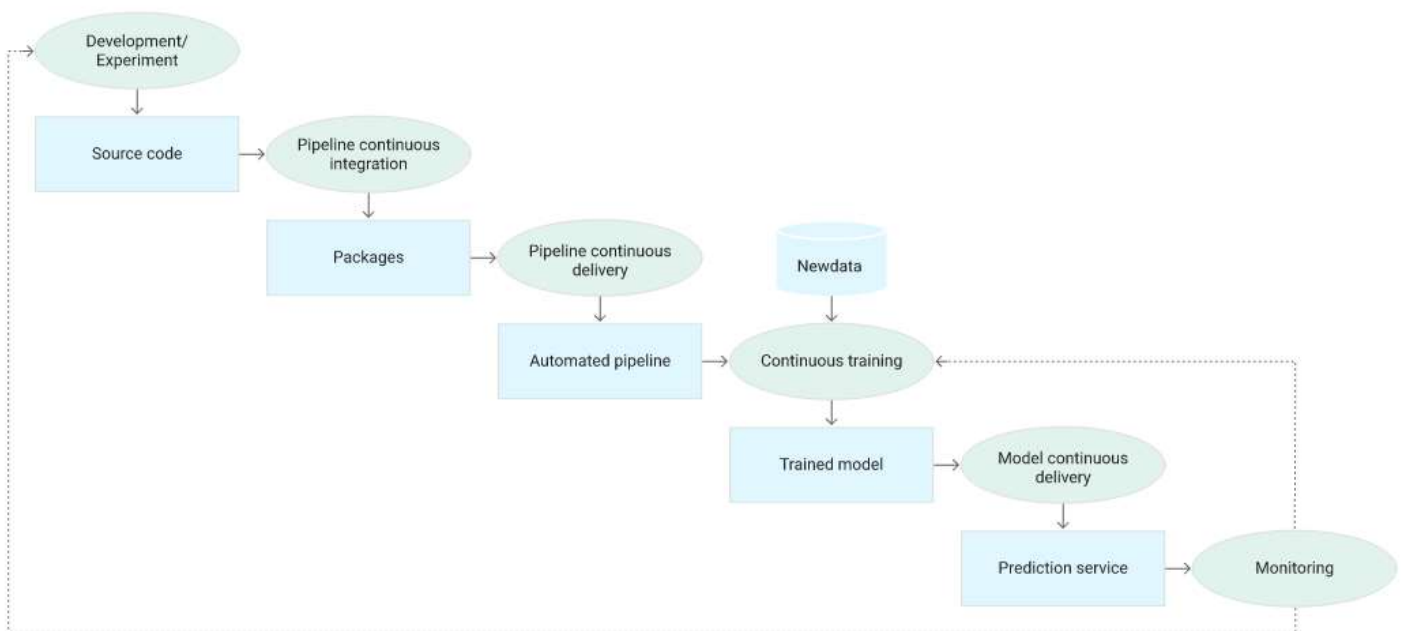 Development/
Experiment
Source code
Pipeline continuous
integration
Packages
Pipeline continuous
delivery
Newdata
Automated pipeline
Continuous training
Trained model
Model continuous
delivery
Prediction service
Monitoring